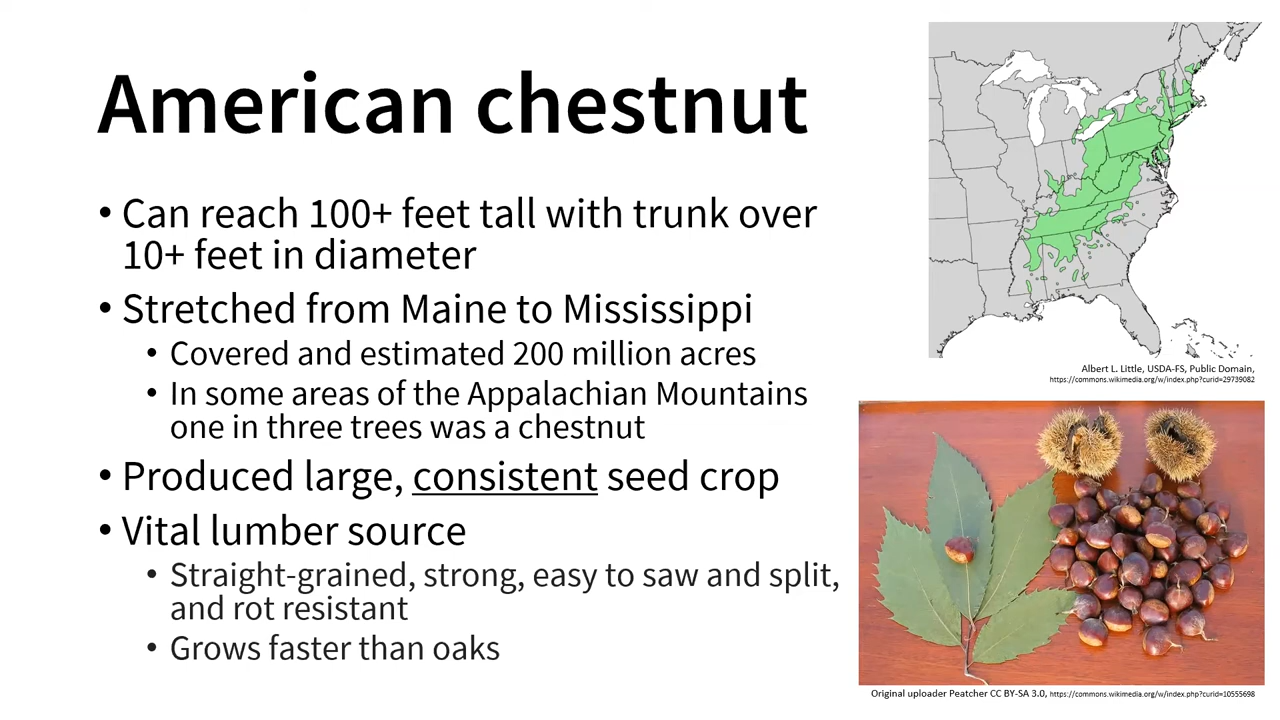 American chestnut
• Can reach 100+ feet tall with trunk over
10+ feet in diameter
• Stretched from Maine to Mississippi
• Covered and estimated 200 million acres
• In some areas of the Appalachian Mountains
one in three trees was a chestnut
• Produced large, consistent seed crop
• Vital lumber source
• Straight-grained, strong, easy to saw and split,
and rot resistant
• Grows faster than oaks
Albert L. Little, USDA-FS, Public Domain,
https://commons.wikimedia.org/w/index.php?curid=29739082
Original uploader Peatcher CC BY-SA 3.0, https://commons.wikimedia.org/w/index.php?curid=10555698